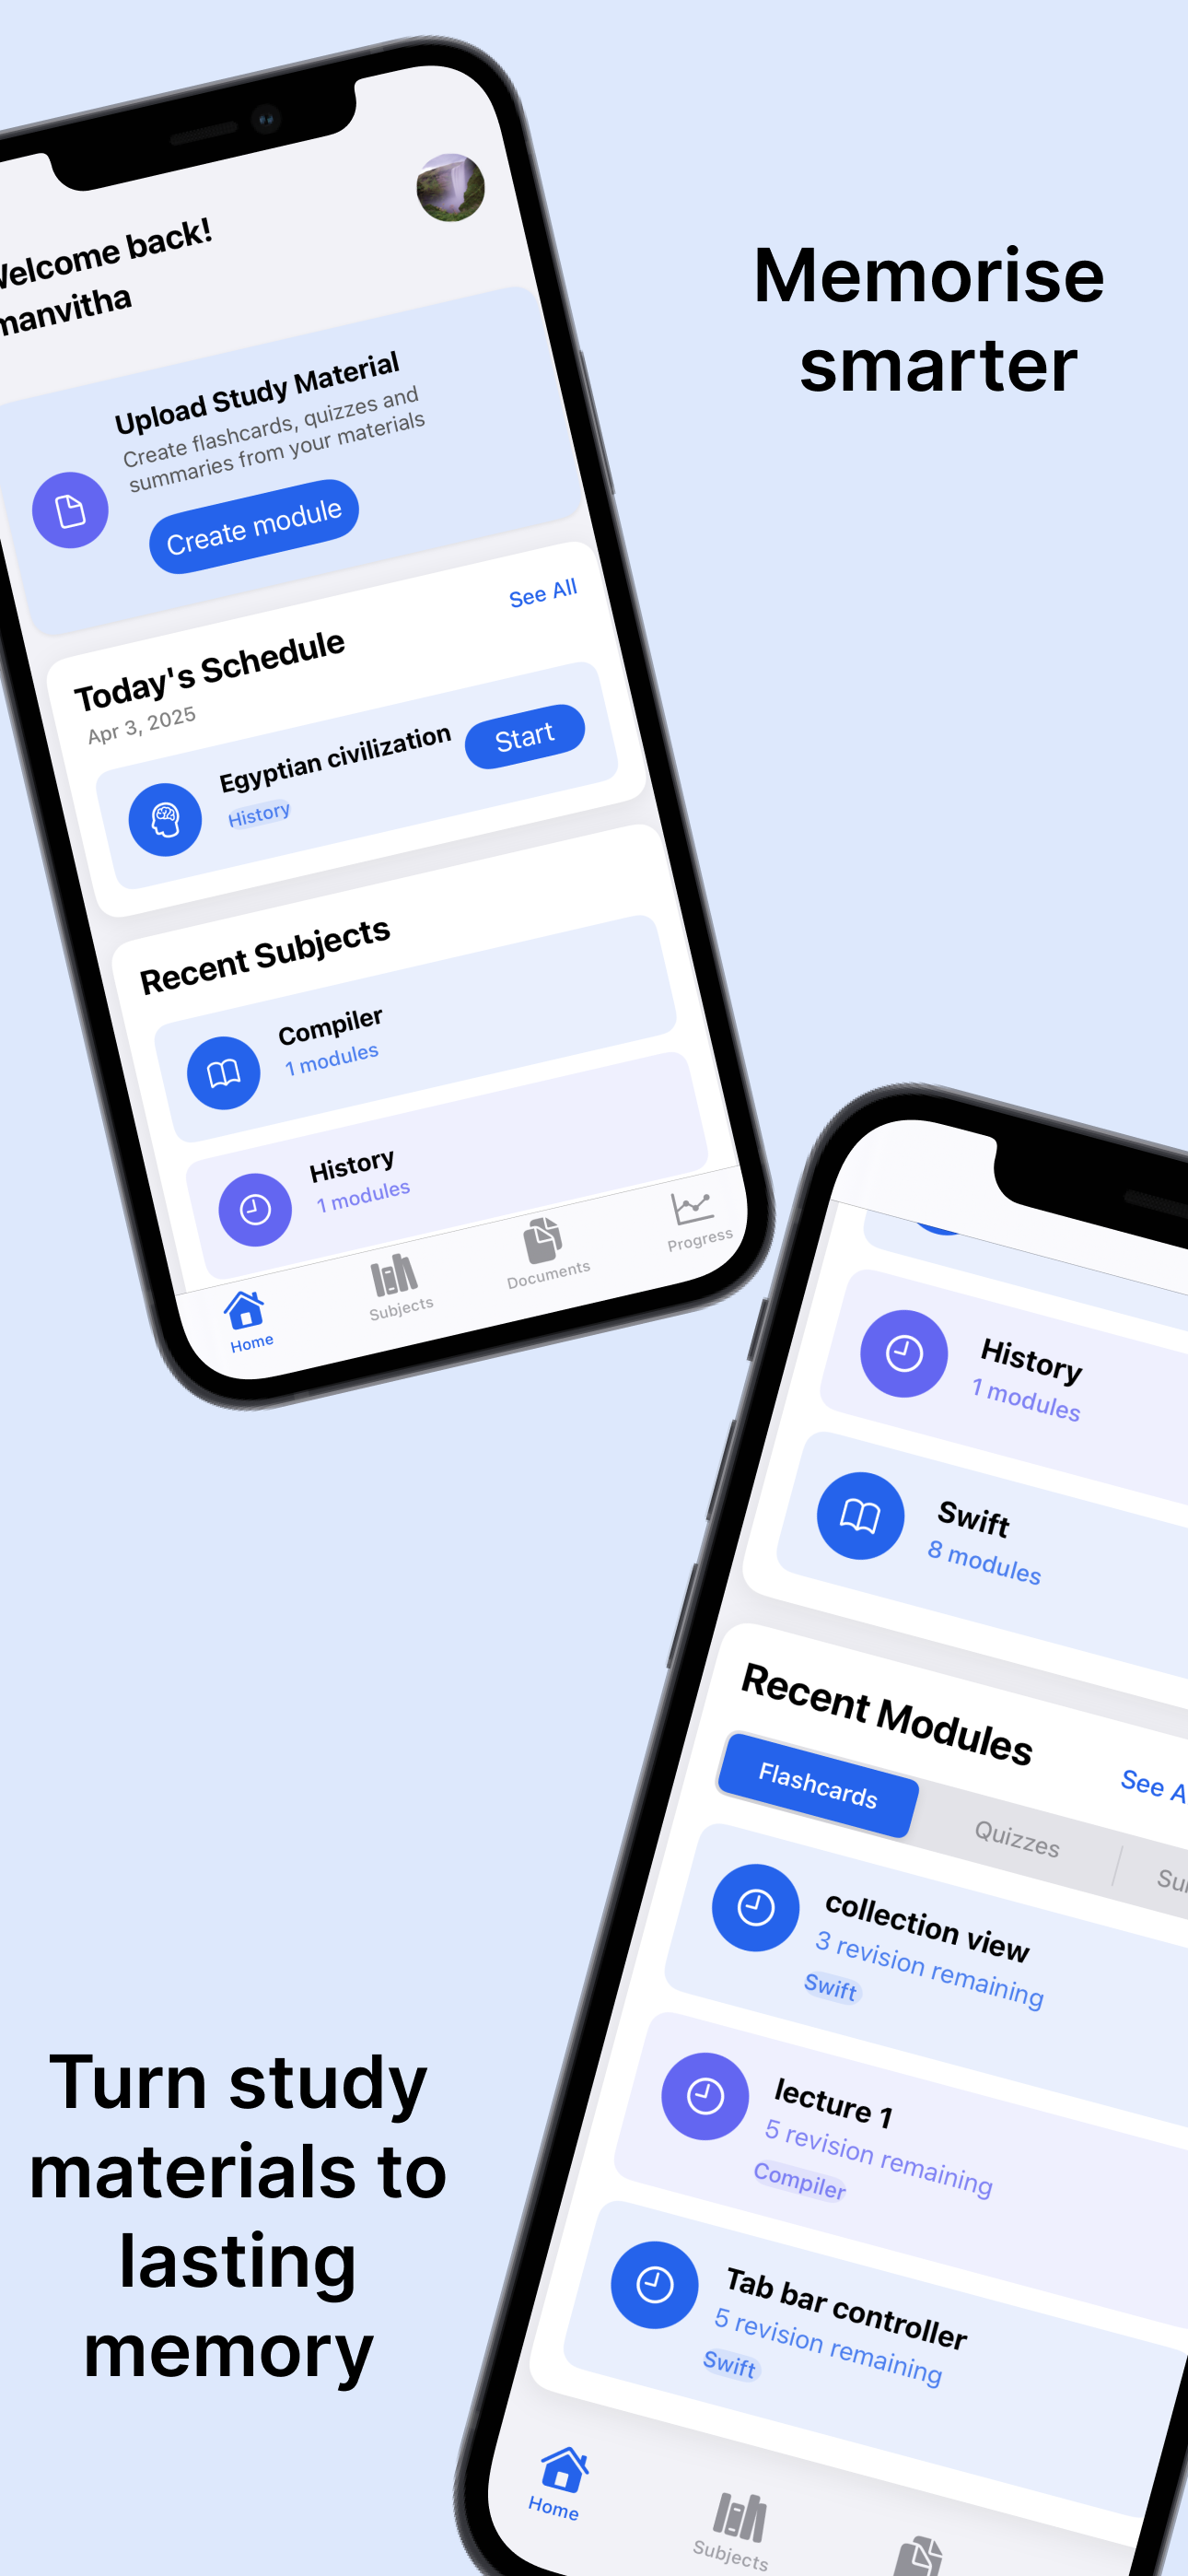 Memorise
smarter
Welcome back!
manvitha
Upload Study Material
Create flashcards, quizzes and
summaries from your materials
Create module
Today's Schedule
See All
Apr 3, 2025
Egyptian civilization
History
Start
Recent Subjects
Compiler
1 modules
History
1 modules
Home
Subjects
Documents
Progress
History
1 modules
Swift
8 modules
Recent Modules
See A
Flashcards
Quizzes
Su
collection view
3 revision remaining
Swift
lecture 1
5 revision remaining
Compiler
Tab bar controller
5 revision remaining
Swift
Home
Subjects
Turn study
materials to
lasting
memory